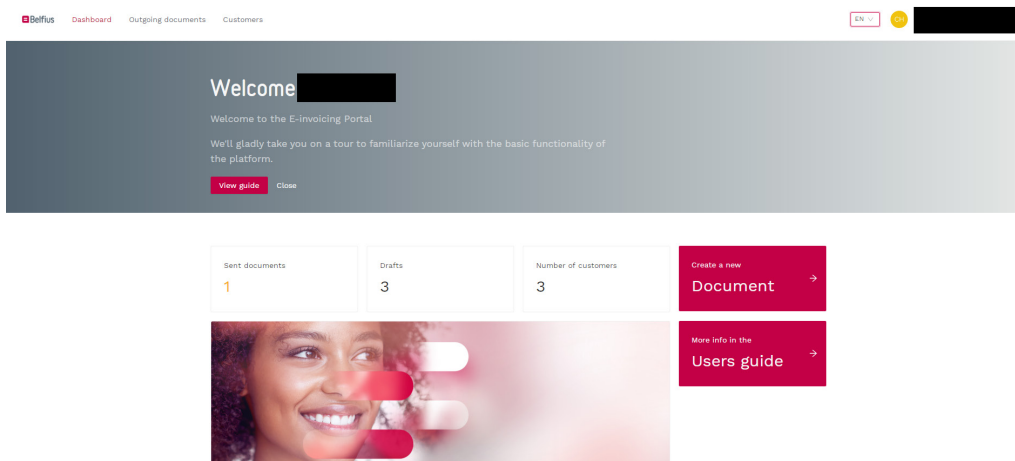 Belfius Dashboard Outgoing documents Customers EN CH
Welcome
Welcome to the E-invoicing Portal
We'll gladly take you on a tour to familiarize yourself with the basic functionality of
the platform.
View guide Close
Sent documents
1
Drafts
3
Number of customers
3
Create a new
Document
More info in the
Users guide